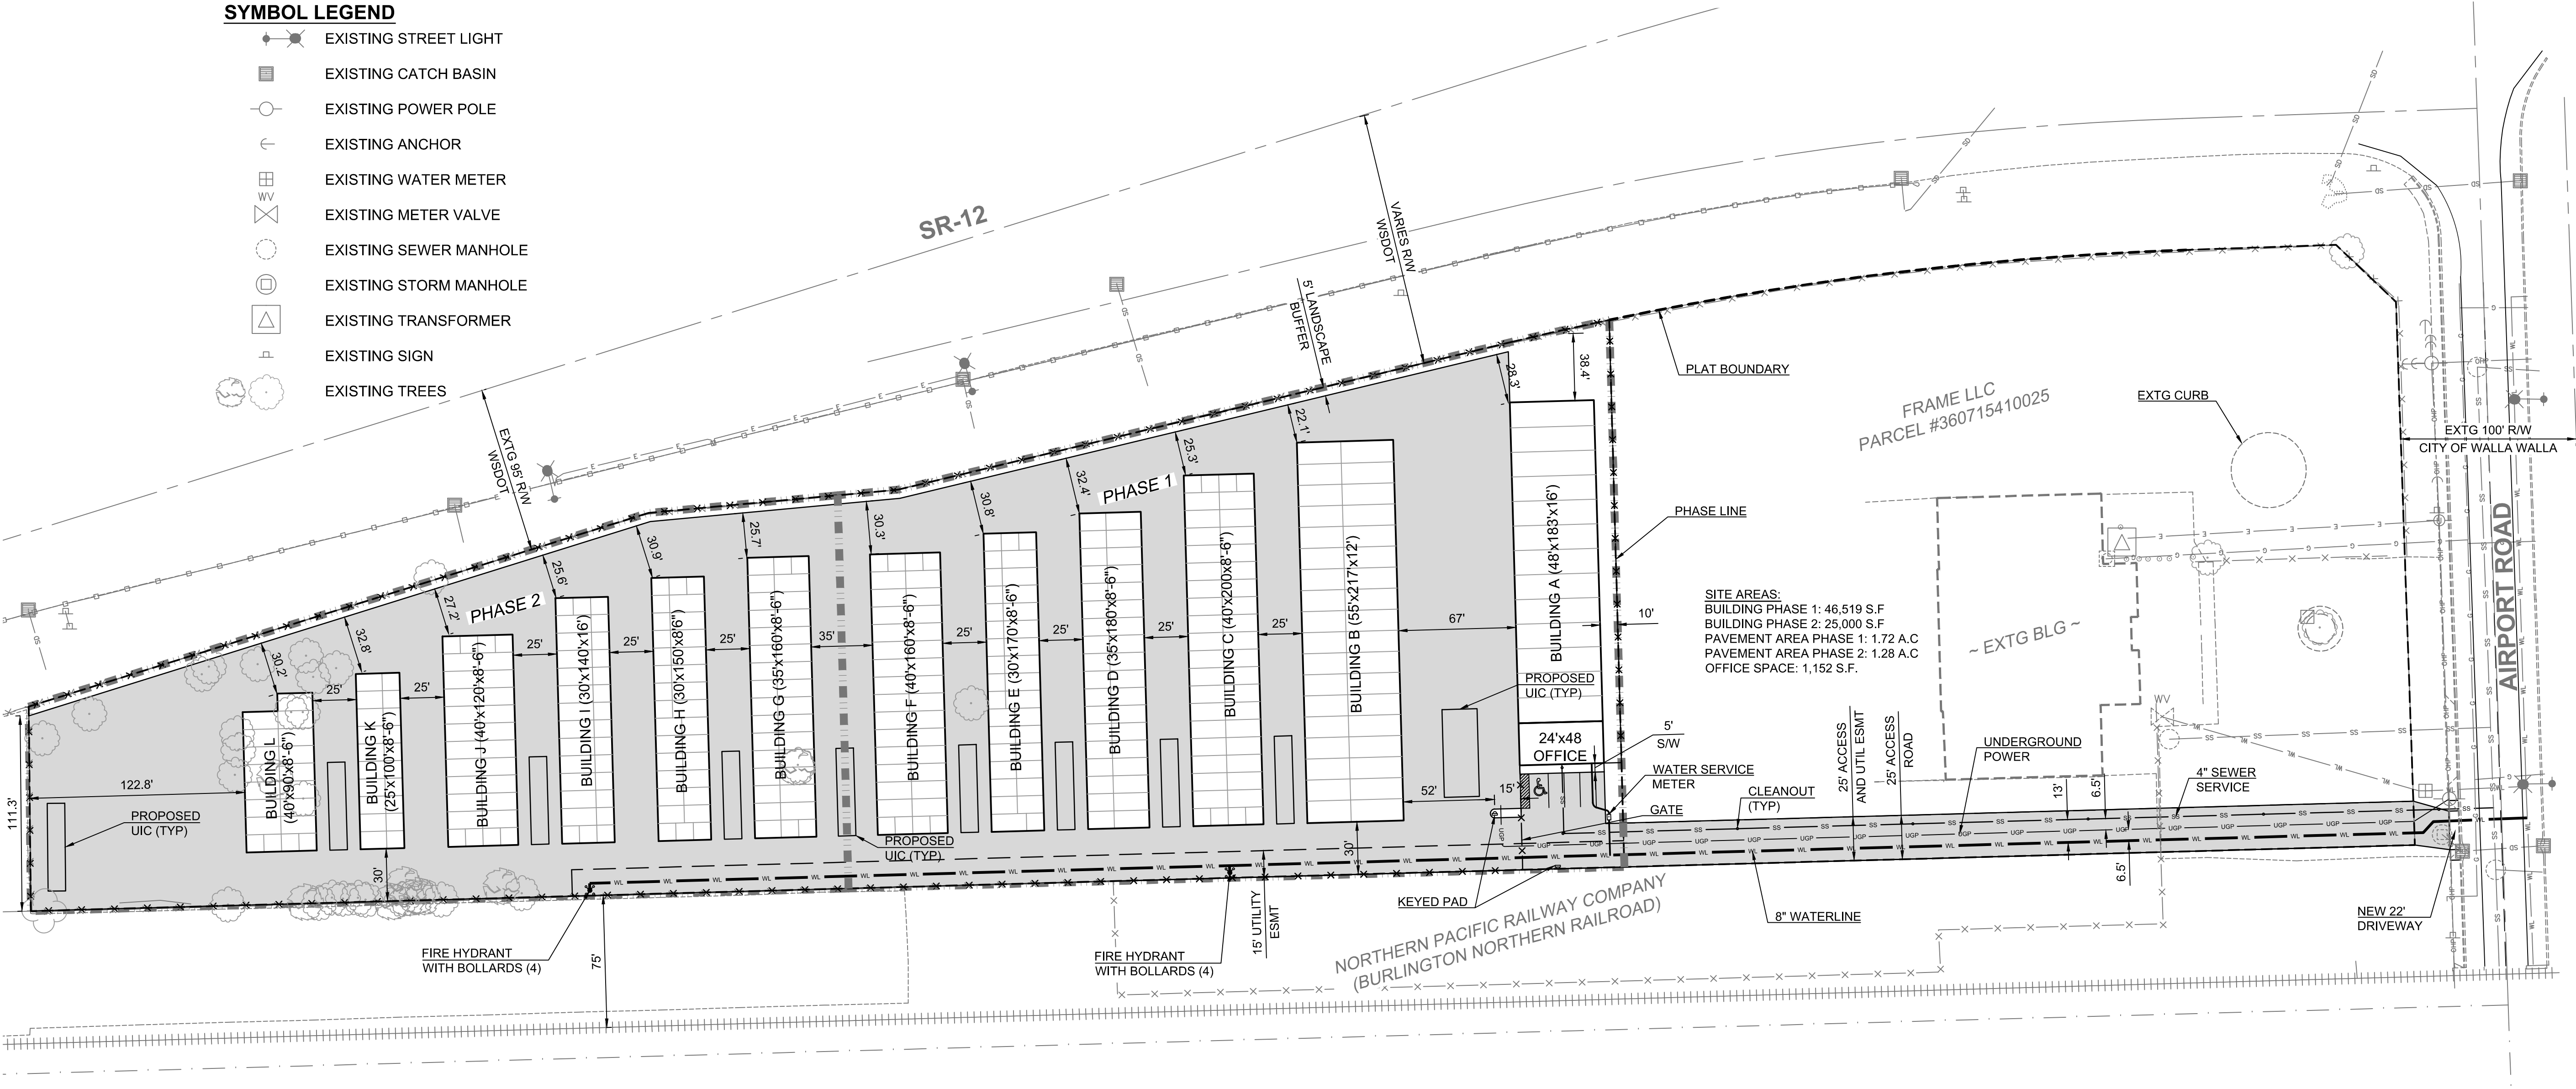 SYMBOL LEGEND
EXISTING STREET LIGHT
EXISTING CATCH BASIN
EXISTING POWER POLE
EXISTING ANCHOR
EXISTING WATER METER
WV
EXISTING METER VALVE
EXISTING SEWER MANHOLE
EXISTING STORM MANHOLE
EXISTING TRANSFORMER
EXISTING SIGN
EXISTING TREES
SR-12
EXTG 95' R/W
WSDOT
VARIES R/W
WSDOT
5' LANDSCAPE
BUFFER
PLAT BOUNDARY
FRAME LLC
PARCEL #360715410025
EXTG CURB
EXTG 100' R/W
CITY OF WALLA WALLA
AIRPORT ROAD
PHASE 1
PHASE 2
PHASE LINE
30.2'
32.8'
27.2'
25.6'
30.9'
25.7'
30.3'
30.8'
32.4'
25.3'
22.1'
28.3'
38.4'
BUILDING L
(40'x90'x8'-6")
BUILDING K
(25'x100'x8'-6")
BUILDING J (40'x120'x8'-6")
BUILDING I (30'x140'x16')
BUILDING H (30'x150'x8'6")
BUILDING G (35'x160'x8'-6")
BUILDING F (40'x160'x8'-6")
BUILDING E (30'x170'x8'-6")
BUILDING D (35'x180'x8'-6")
BUILDING C (40'x200'x8'-6")
BUILDING B (55'x217'x12')
BUILDING A (48'x183'x16')
25'
25'
25'
25'
25'
35'
25'
25'
25'
25'
67'
10'
SITE AREAS:
BUILDING PHASE 1: 46,519 S.F
BUILDING PHASE 2: 25,000 S.F
PAVEMENT AREA PHASE 1: 1.72 A.C
PAVEMENT AREA PHASE 2: 1.28 A.C
OFFICE SPACE: 1,152 S.F.
~ EXTG BLG ~
WV
PROPOSED
UIC (TYP)
24'x48
OFFICE
5'
S/W
WATER SERVICE
METER
GATE
CLEANOUT
(TYP)
25' ACCESS
AND UTIL ESMT
25' ACCESS
ROAD
UNDERGROUND
POWER
13'
6.5'
6.5'
4" SEWER
SERVICE
122.8'
111.3'
PROPOSED
UIC (TYP)
30'
PROPOSED
UIC (TYP)
52'
15'
30'
FIRE HYDRANT
WITH BOLLARDS (4)
75'
FIRE HYDRANT
WITH BOLLARDS (4)
15' UTILITY
ESMT
KEYED PAD
8" WATERLINE
NEW 22'
DRIVEWAY
NORTHERN PACIFIC RAILWAY COMPANY
(BURLINGTON NORTHERN RAILROAD)